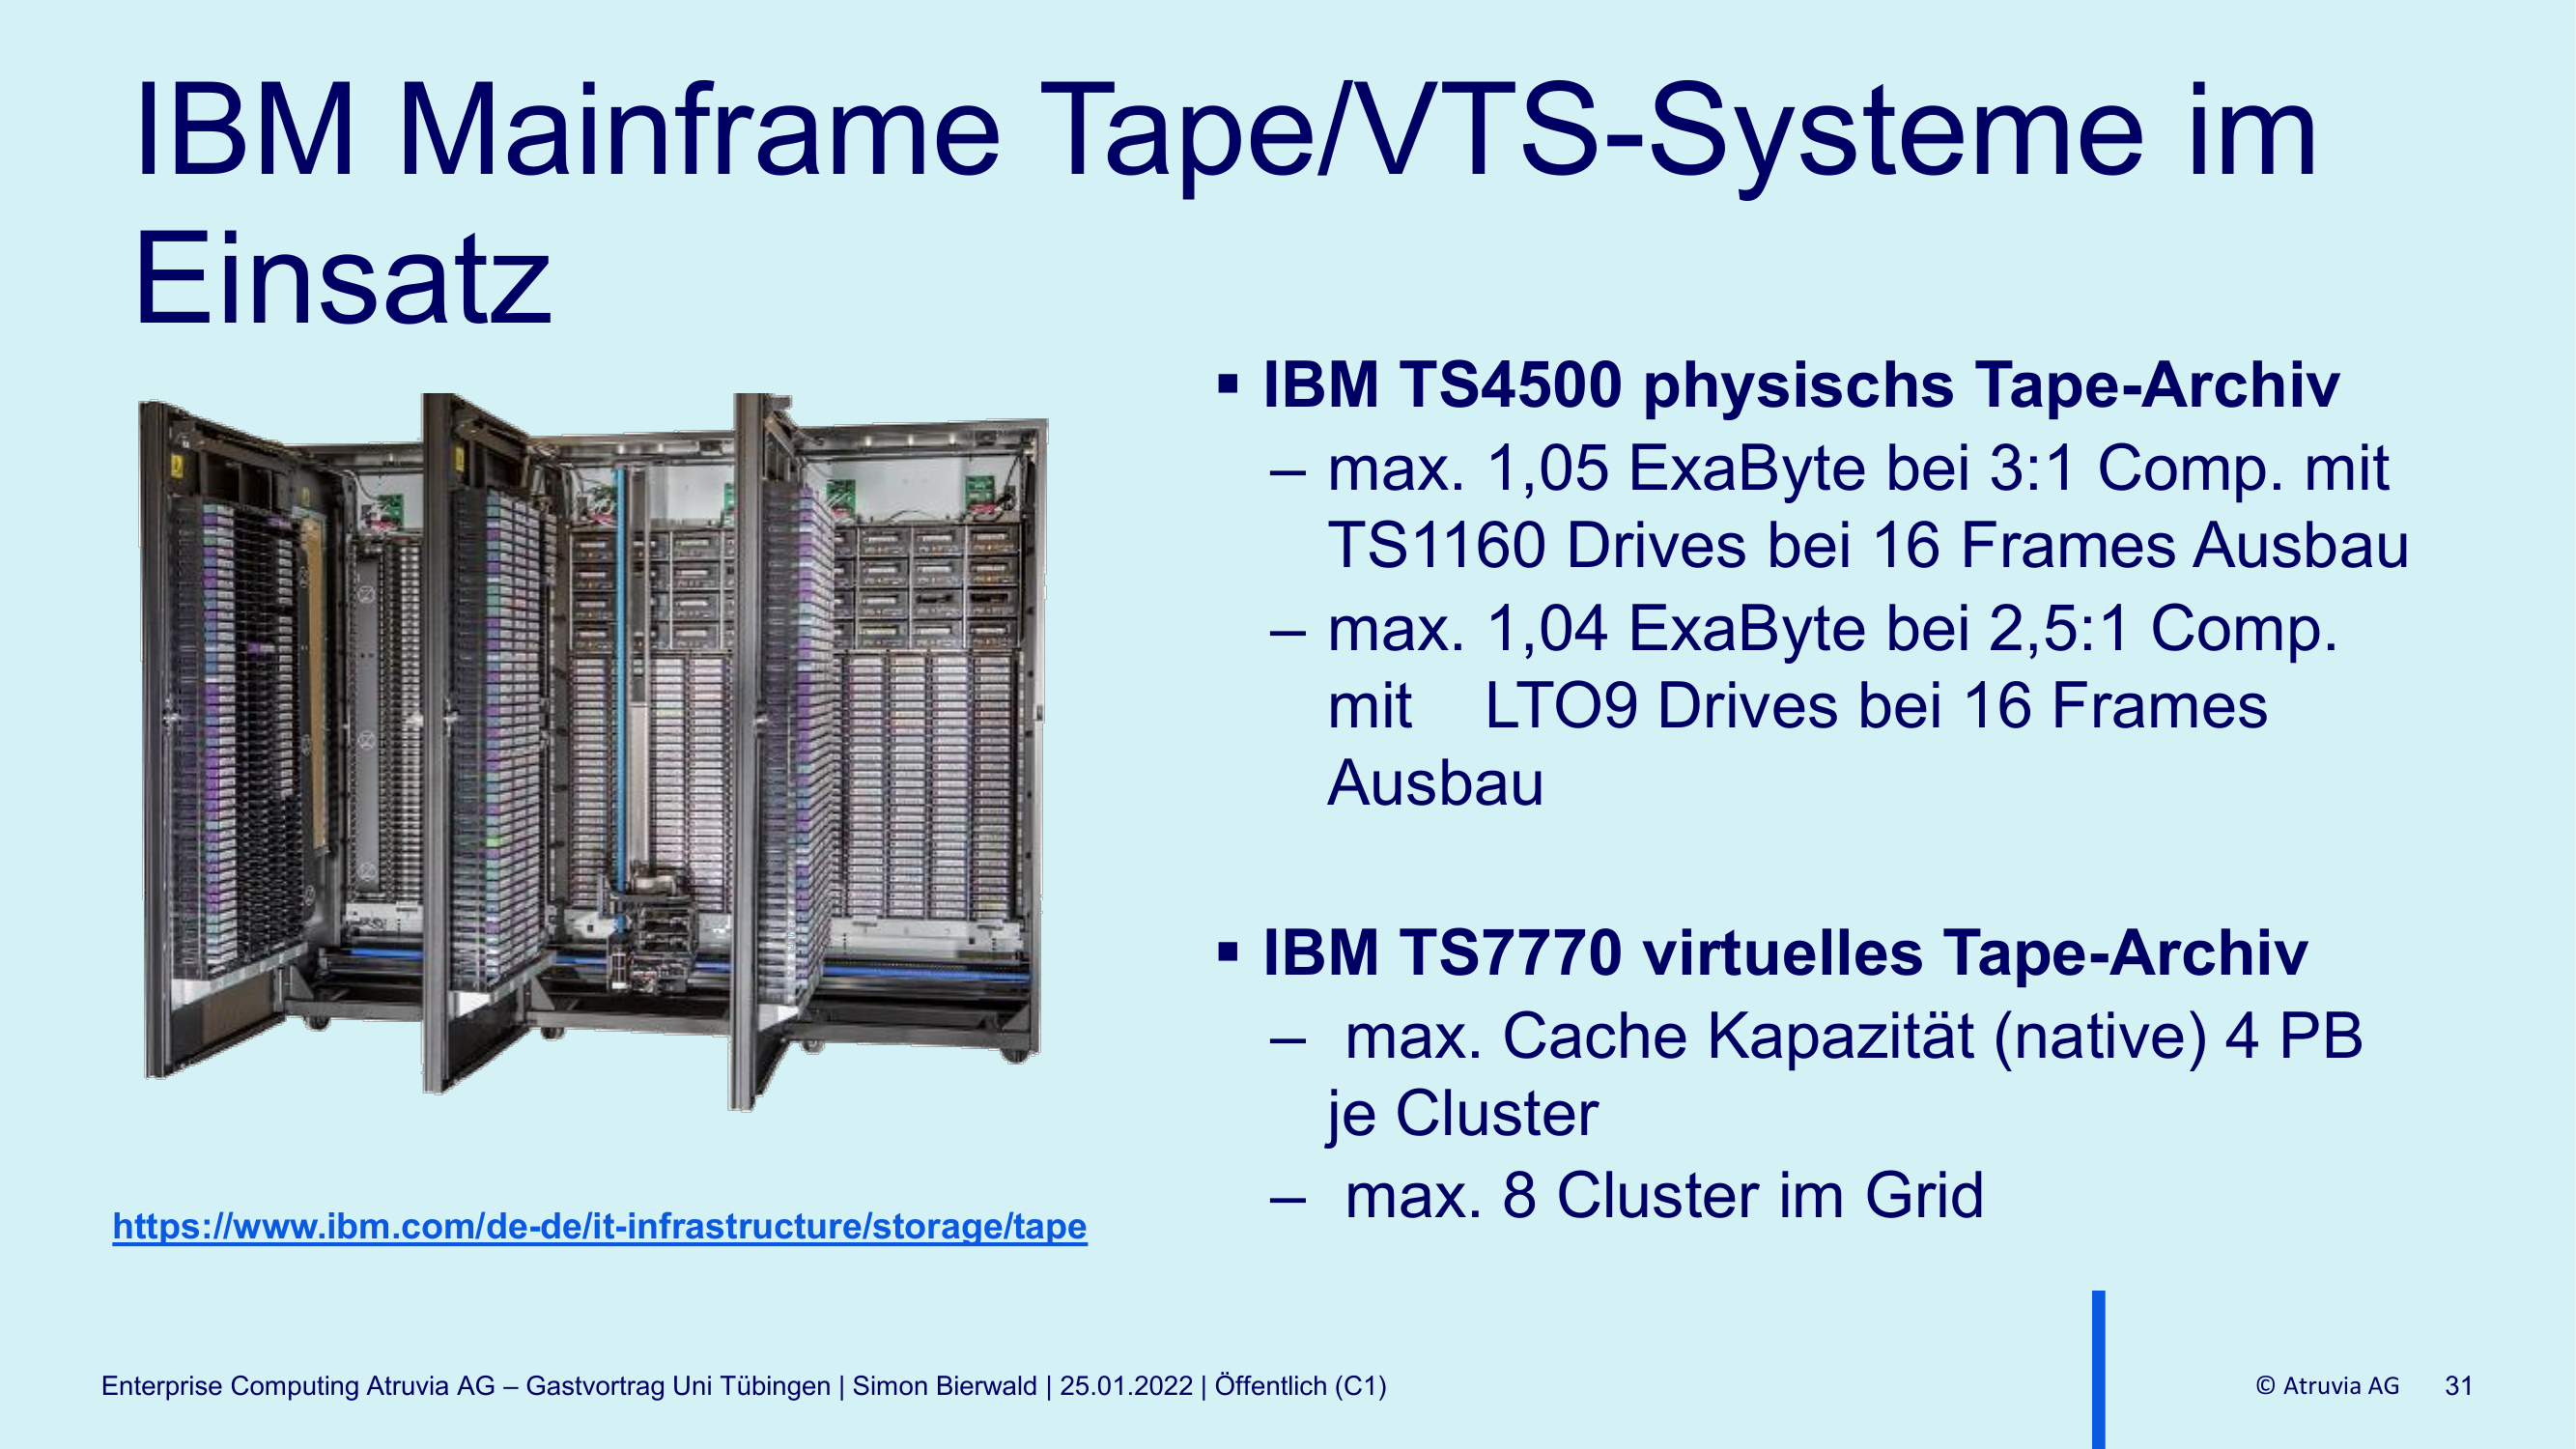 IBM Mainframe Tape/VTS-Systeme im
Einsatz
▪ IBM TS4500 physischs Tape-Archiv
– max. 1,05 ExaByte bei 3:1 Comp. mit
TS1160 Drives bei 16 Frames Ausbau
– max. 1,04 ExaByte bei 2,5:1 Comp.
mit LTO9 Drives bei 16 Frames
Ausbau
▪ IBM TS7770 virtuelles Tape-Archiv
– max. Cache Kapazität (native) 4 PB
je Cluster
– max. 8 Cluster im Grid
https://www.ibm.com/de-de/it-infrastructure/storage/tape
Enterprise Computing Atruvia AG – Gastvortrag Uni Tübingen | Simon Bierwald | 25.01.2022 | Öffentlich (C1)
© Atruvia AG 31